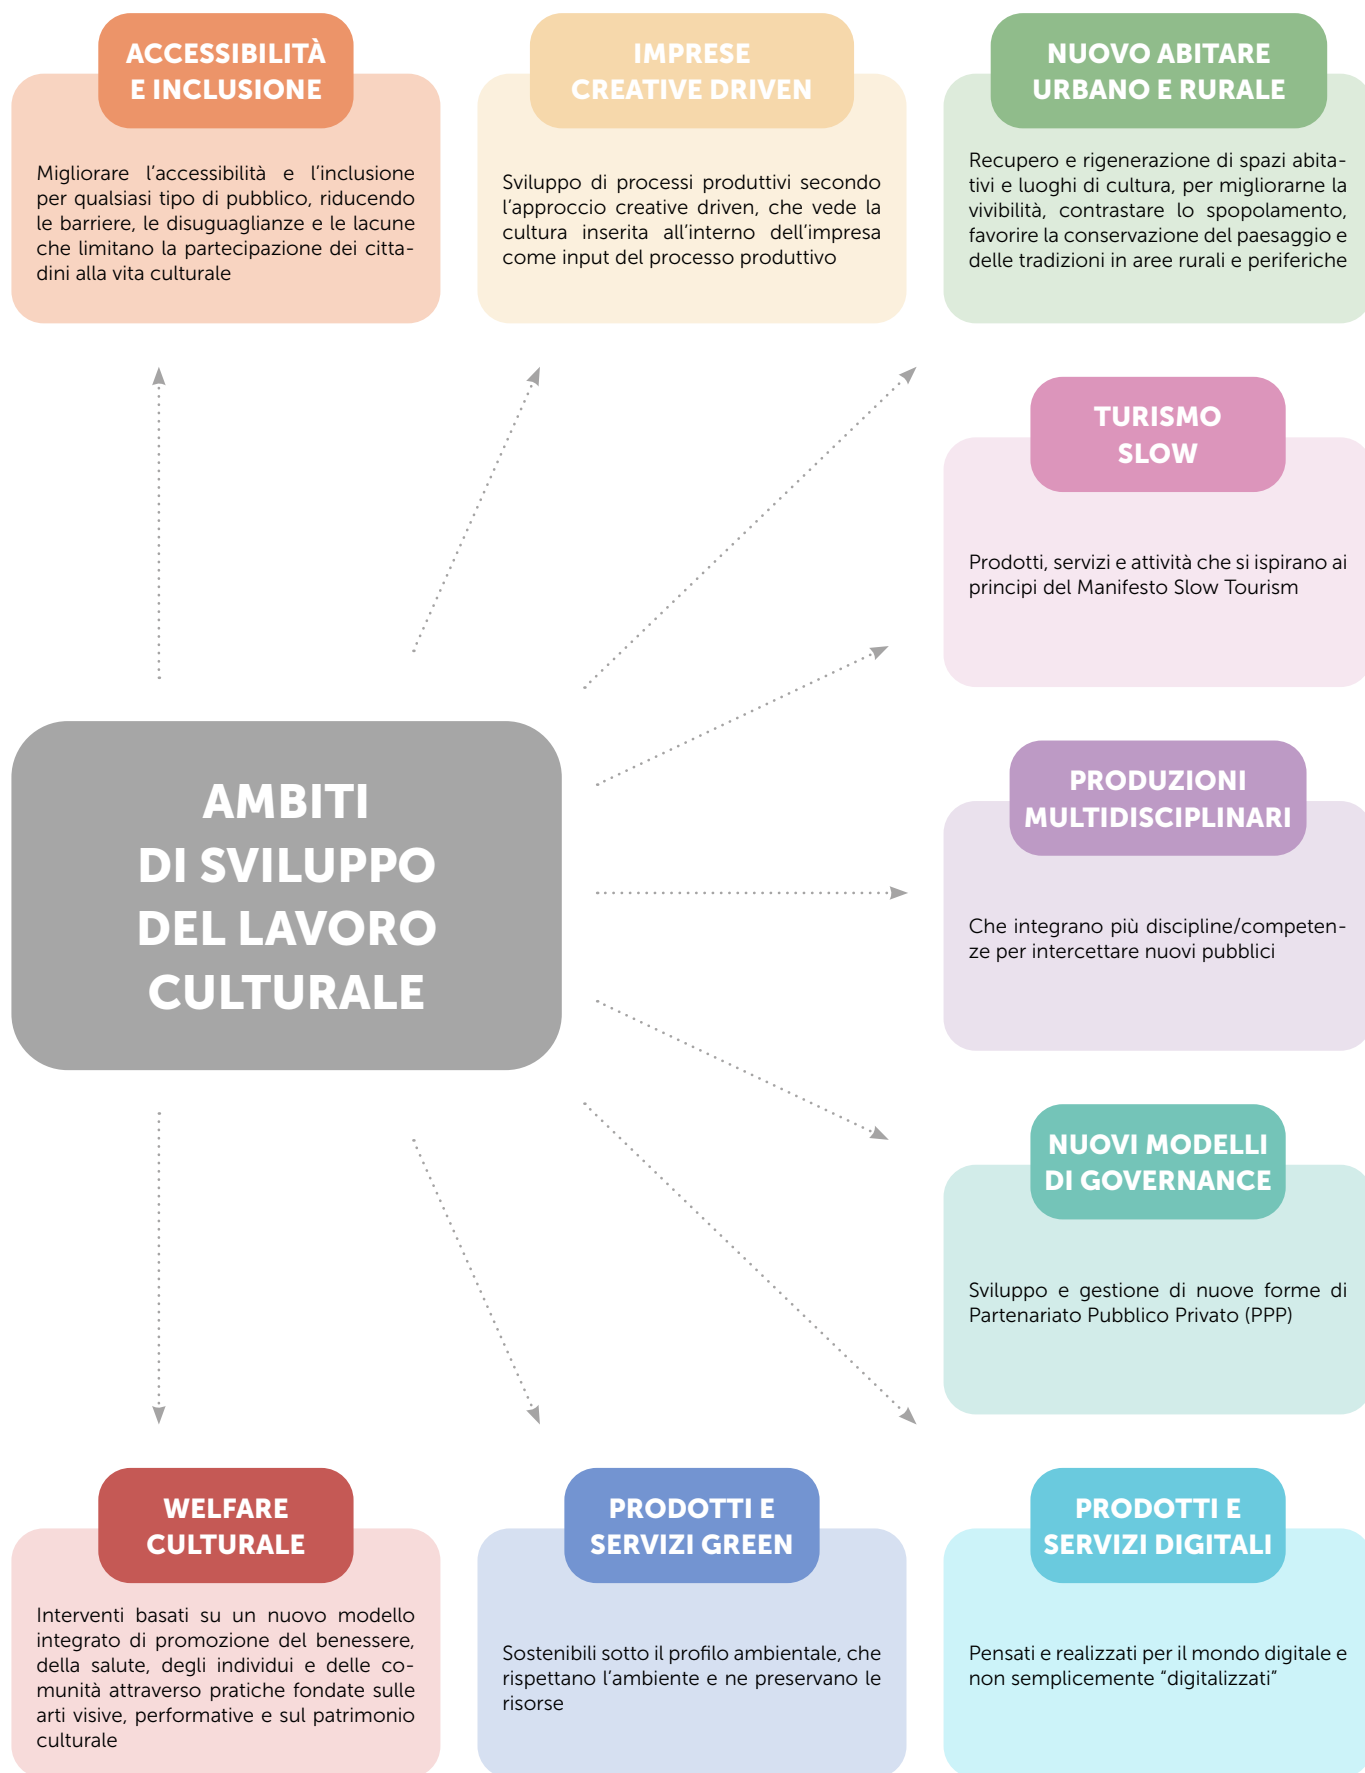 ACCESSIBILITÀ
E INCLUSIONE
Migliorare l’accessibilità e l’inclusione
per qualsiasi tipo di pubblico, riducendo
le barriere, le disuguaglianze e le lacune
che limitano la partecipazione dei citta-
dini alla vita culturale
IMPRESE
CREATIVE DRIVEN
Sviluppo di processi produttivi secondo
l’approccio creative driven, che vede la
cultura inserita all’interno dell’impresa
come input del processo produttivo
NUOVO ABITARE
URBANO E RURALE
Recupero e rigenerazione di spazi abita-
tivi e luoghi di cultura, per migliorarne la
vivibilità, contrastare lo spopolamento,
favorire la conservazione del paesaggio e
delle tradizioni in aree rurali e periferiche
TURISMO
SLOW
Prodotti, servizi e attività che si ispirano ai
principi del Manifesto Slow Tourism
AMBITI
DI SVILUPPO
DEL LAVORO
CULTURALE
PRODUZIONI
MULTIDISCIPLINARI
Che integrano più discipline/competen-
ze per intercettare nuovi pubblici
NUOVI MODELLI
DI GOVERNANCE
Sviluppo e gestione di nuove forme di
Partenariato Pubblico Privato (PPP)
WELFARE
CULTURALE
Interventi basati su un nuovo modello
integrato di promozione del benessere,
della salute, degli individui e delle co-
munità attraverso pratiche fondate sulle
arti visive, performative e sul patrimonio
culturale
PRODOTTI E
SERVIZI GREEN
Sostenibili sotto il profilo ambientale, che
rispettano l’ambiente e ne preservano le
risorse
PRODOTTI E
SERVIZI DIGITALI
Pensati e realizzati per il mondo digitale e
non semplicemente “digitalizzati”